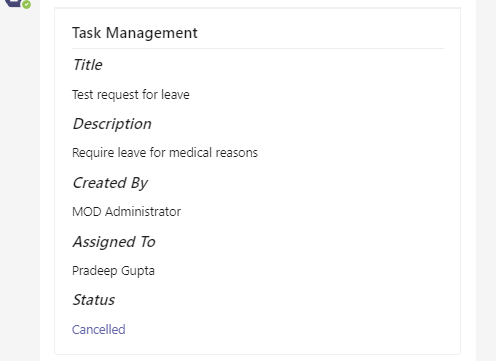 Task Management
Title
Test request for leave
Description
Require leave for medical reasons
Created By
MOD Administrator
Assigned To
Pradeep Gupta
Status
Cancelled